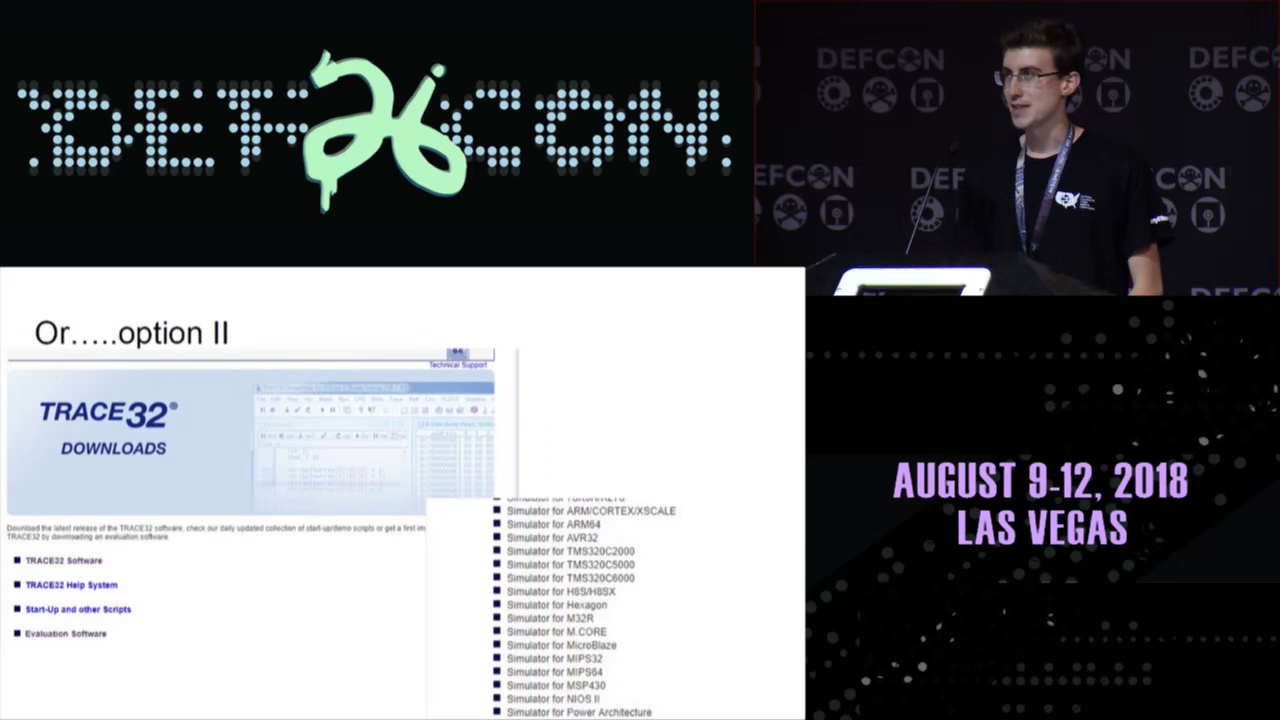 DEF CON
26
DEFCON
DEFCON
DEFCON
Or.....option II
Technical Support
TRACE32®
DOWNLOADS
Download the latest release of the TRACE32 software, check our daily updated collection of start-up/demo scripts or get a first
TRACE32 by downloading an evaluation software.
TRACE32 Software
TRACE32 Help System
Start-Up and other Scripts
Evaluation Software
Simulator for ARM/CORTEX/XSCALE
Simulator for ARM64
Simulator for AVR32
Simulator for TMS320C2000
Simulator for TMS320C5000
Simulator for TMS320C6000
Simulator for H8S/H8SX
Simulator for Hexagon
Simulator for M32R
Simulator for M.CORE
Simulator for MicroBlaze
Simulator for MIPS32
Simulator for MIPS64
Simulator for MSP430
Simulator for NIOS II
Simulator for Power Architecture
AUGUST 9-12, 2018
LAS VEGAS